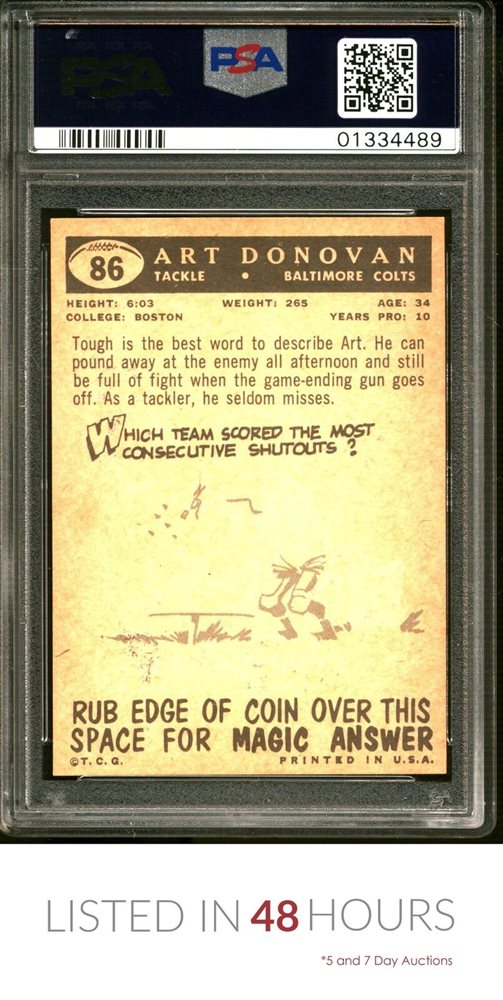 PSA
PSA
01334489
86
ART DONOVAN
TACKLE • BALTIMORE COLTS
HEIGHT: 6:03 WEIGHT: 265 AGE: 34
COLLEGE: BOSTON YEARS PRO: 10
Tough is the best word to describe Art. He can
pound away at the enemy all afternoon and still
be full of fight when the game-ending gun goes
off. As a tackler, he seldom misses.
WHICH TEAM SCORED THE MOST
CONSECUTIVE SHUTOUTS ?
RUB EDGE OF COIN OVER THIS
SPACE FOR MAGIC ANSWER
©T. C. G. PRINTED IN U.S.A.
LISTED IN 48 HOURS
*5 and 7 Day Auctions